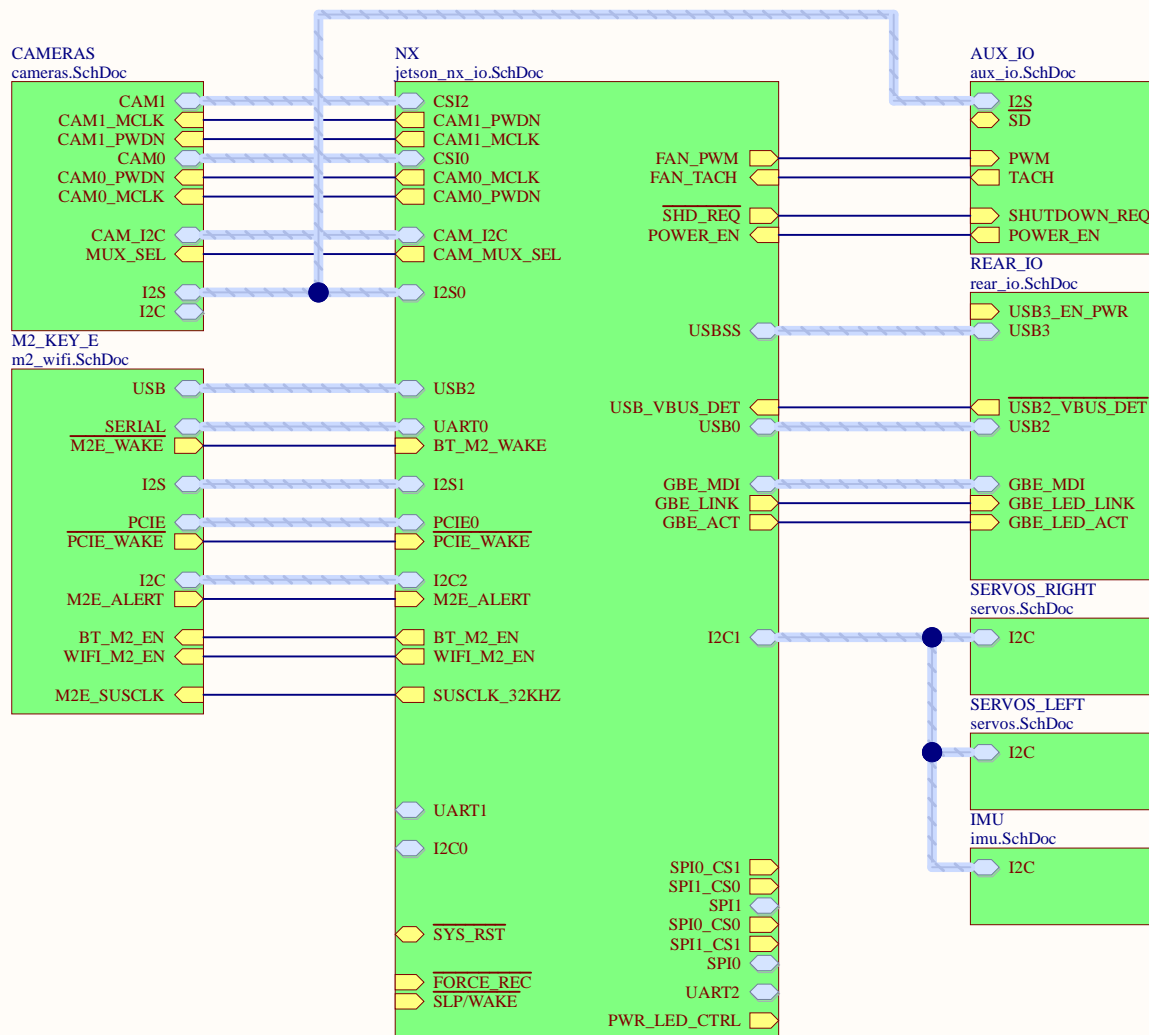 CAMERAS
cameras.SchDoc
CAM1
CAM1_MCLK
CAM1_PWDN
CAM0
CAM0_PWDN
CAM0_MCLK
CAM_I2C
MUX_SEL
I2S
I2C
M2_KEY_E
m2_wifi.SchDoc
USB
SERIAL
M2E_WAKE
I2S
PCIE
PCIE_WAKE
I2C
M2E_ALERT
BT_M2_EN
WIFI_M2_EN
M2E_SUSCLK
NX
jetson_nx_io.SchDoc
CSI2
CAM1_PWDN
CAM1_MCLK
CSI0
CAM0_MCLK
CAM0_PWDN
CAM_I2C
CAM_MUX_SEL
I2S0
USB2
UART0
BT_M2_WAKE
I2S1
PCIE0
PCIE_WAKE
I2C2
M2E_ALERT
BT_M2_EN
WIFI_M2_EN
SUSCLK_32KHZ
UART1
I2C0
SYS_RST
FORCE_REC
SLP/WAKE
FAN_PWM
FAN_TACH
SHD_REQ
POWER_EN
USBSS
USB_VBUS_DET
USB0
GBE_MDI
GBE_LINK
GBE_ACT
I2C1
SPI0_CS1
SPI1_CS0
SPI1
SPI0_CS0
SPI1_CS1
SPI0
UART2
PWR_LED_CTRL
AUX_IO
aux_io.SchDoc
I2S
SD
PWM
TACH
SHUTDOWN_REQ
POWER_EN
REAR_IO
rear_io.SchDoc
USB3_EN_PWR
USB3
USB2_VBUS_DET
USB2
GBE_MDI
GBE_LED_LINK
GBE_LED_ACT
SERVOS_RIGHT
servos.SchDoc
I2C
SERVOS_LEFT
servos.SchDoc
I2C
IMU
imu.SchDoc
I2C